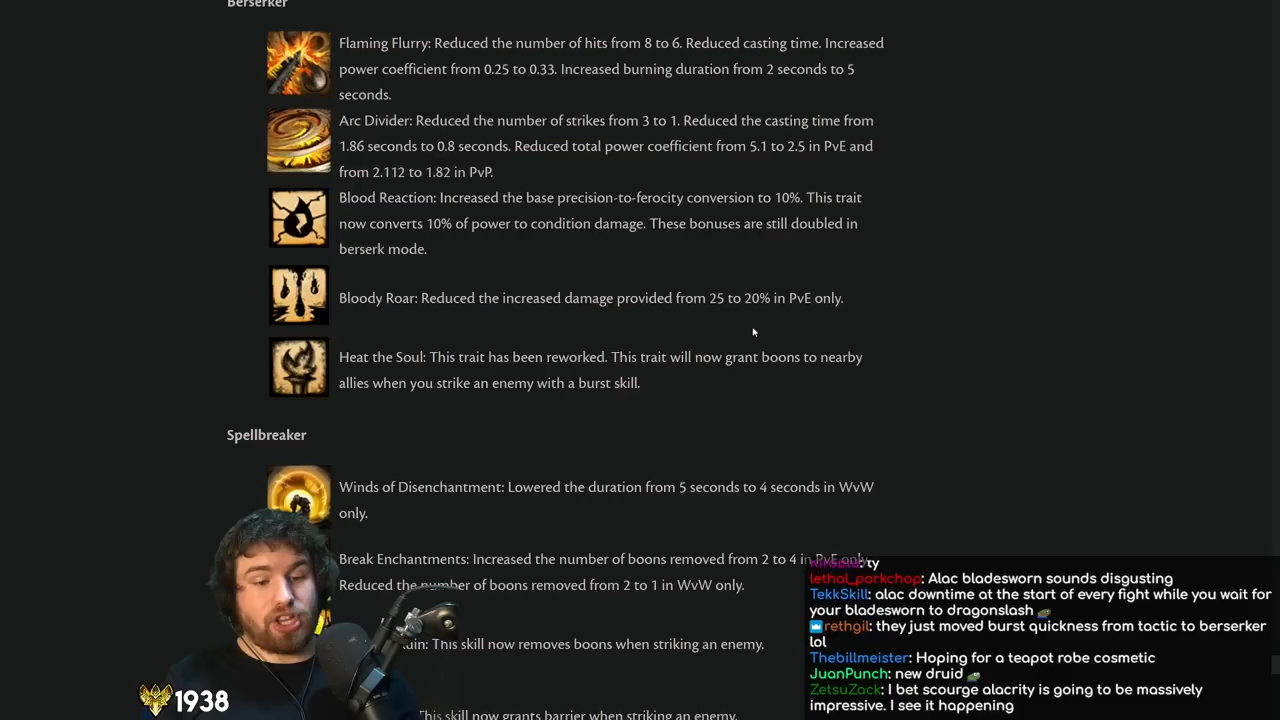 Berserker
Flaming Flurry: Reduced the number of hits from 8 to 6. Reduced casting time. Increased
power coefficient from 0.25 to 0.33. Increased burning duration from 2 seconds to 5
seconds.
Arc Divider: Reduced the number of strikes from 3 to 1. Reduced the casting time from
1.86 seconds to 0.8 seconds. Reduced total power coefficient from 5.1 to 2.5 in PvE and
from 2.112 to 1.82 in PvP.
Blood Reaction: Increased the base precision-to-ferocity conversion to 10%. This trait
now converts 10% of power to condition damage. These bonuses are still doubled in
berserk mode.
Bloody Roar: Reduced the increased damage provided from 25 to 20% in PvE only.
Heat the Soul: This trait has been reworked. This trait will now grant boons to nearby
allies when you strike an enemy with a burst skill.
Spellbreaker
Winds of Disenchantment: Lowered the duration from 5 seconds to 4 seconds in WvW
only.
Break Enchantments: Increased the number of boons removed from 2 to 4 in PvE only.
Reduced the number of boons removed from 2 to 1 in WvW only.
This skill now removes boons when striking an enemy.
This skill now grants barrier when striking an enemy.
: ty
lethal_porkchop: Alac bladesworn sounds disgusting
TekkSkill: alac downtime at the start of every fight while you wait for
your bladesworn to dragonslash
rethgil: they just moved burst quickness from tactic to berserker
lol
Thebillmeister: Hoping for a teapot robe cosmetic
JuanPunch: new druid
ZetsuZack: I bet scourge alacrity is going to be massively
impressive. I see it happening
1938